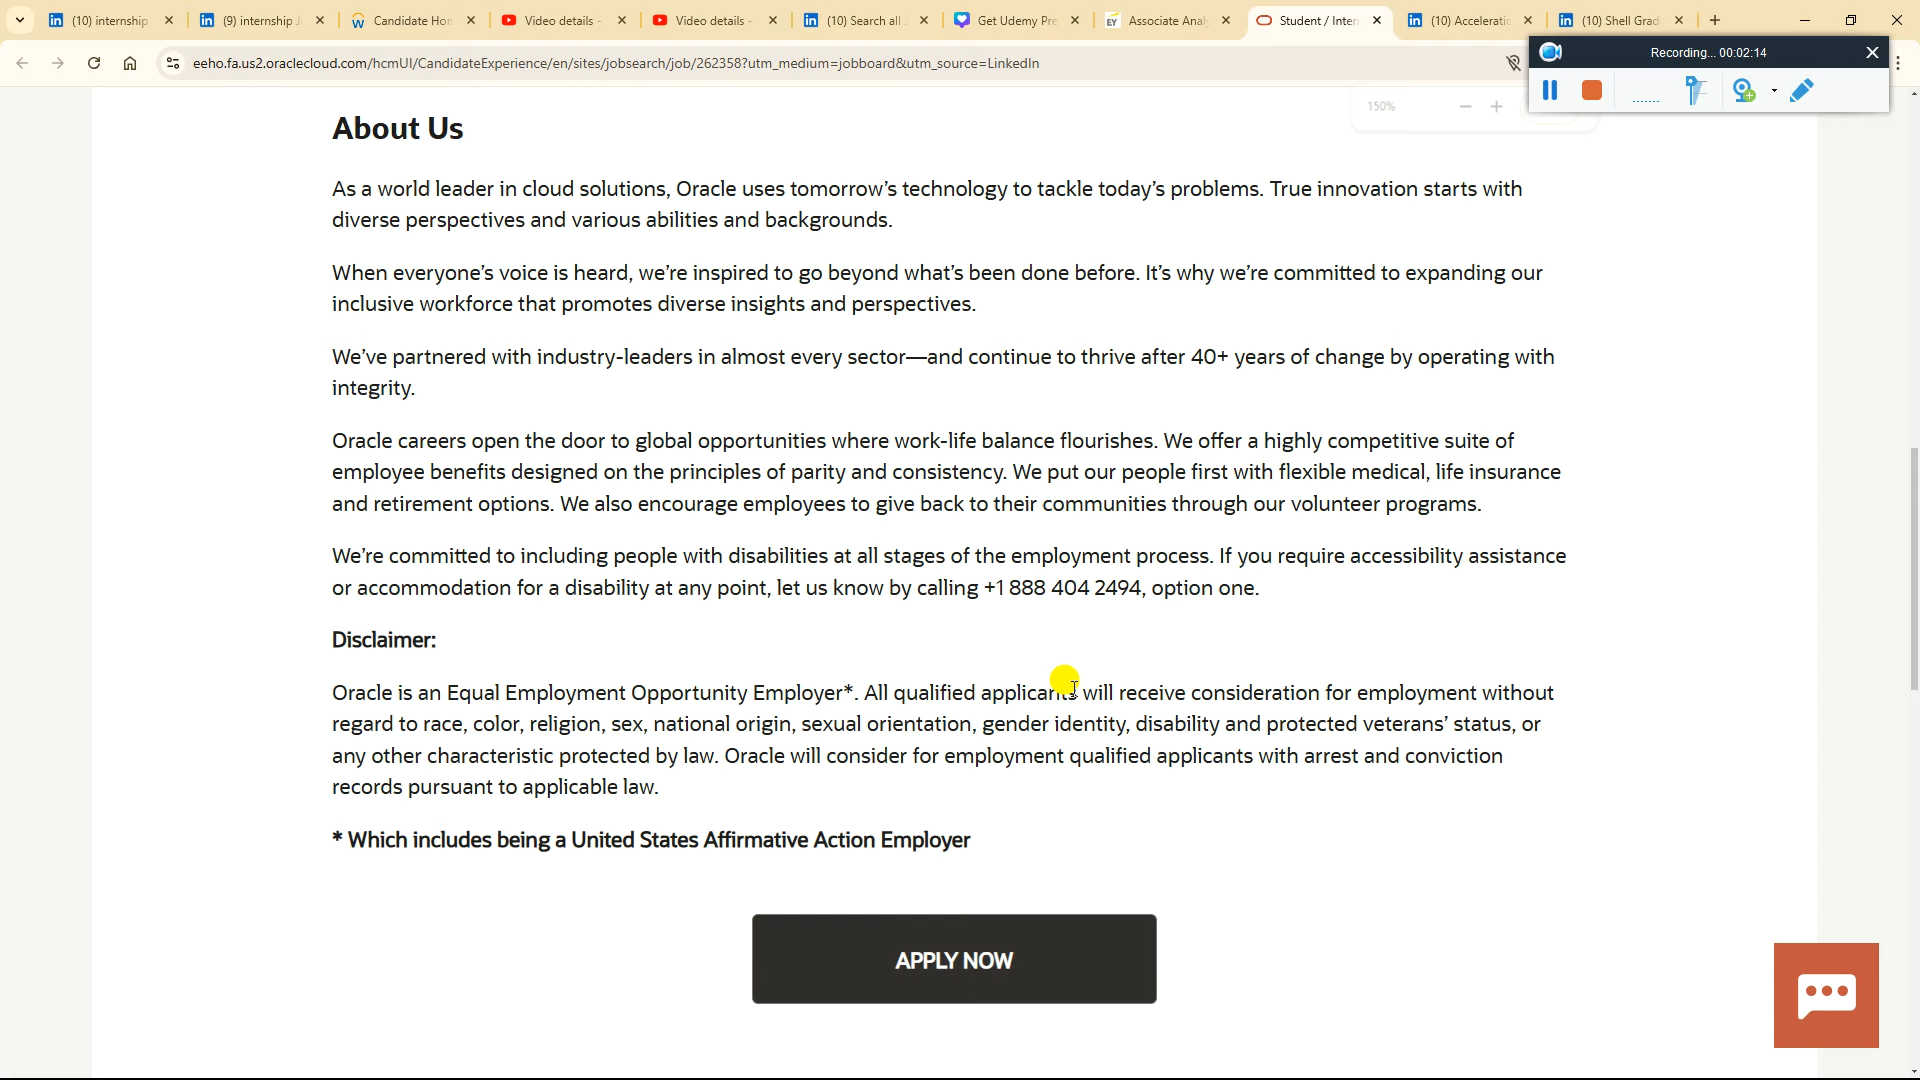 (10) internship
(9) internship J
Candidate Hor
Video details -
Video details -
(10) Search all
Get Udemy Pre
EY
Associate Anal
Student / Inter
(10) Acceleratic
(10) Shell Grad
eeho.fa.us2.oraclecloud.com/hcmUI/CandidateExperience/en/sites/jobsearch/job/262358?utm_medium=jobboard&utm_source=LinkedIn
Recording... 00:02:14
150%
About Us
As a world leader in cloud solutions, Oracle uses tomorrow’s technology to tackle today’s problems. True innovation starts with
diverse perspectives and various abilities and backgrounds.
When everyone’s voice is heard, we’re inspired to go beyond what’s been done before. It’s why we’re committed to expanding our
inclusive workforce that promotes diverse insights and perspectives.
We’ve partnered with industry-leaders in almost every sector—and continue to thrive after 40+ years of change by operating with
integrity.
Oracle careers open the door to global opportunities where work-life balance flourishes. We offer a highly competitive suite of
employee benefits designed on the principles of parity and consistency. We put our people first with flexible medical, life insurance
and retirement options. We also encourage employees to give back to their communities through our volunteer programs.
We’re committed to including people with disabilities at all stages of the employment process. If you require accessibility assistance
or accommodation for a disability at any point, let us know by calling +1 888 404 2494, option one.
Disclaimer:
Oracle is an Equal Employment Opportunity Employer*. All qualified applicants will receive consideration for employment without
regard to race, color, religion, sex, national origin, sexual orientation, gender identity, disability and protected veterans’ status, or
any other characteristic protected by law. Oracle will consider for employment qualified applicants with arrest and conviction
records pursuant to applicable law.
* Which includes being a United States Affirmative Action Employer
APPLY NOW